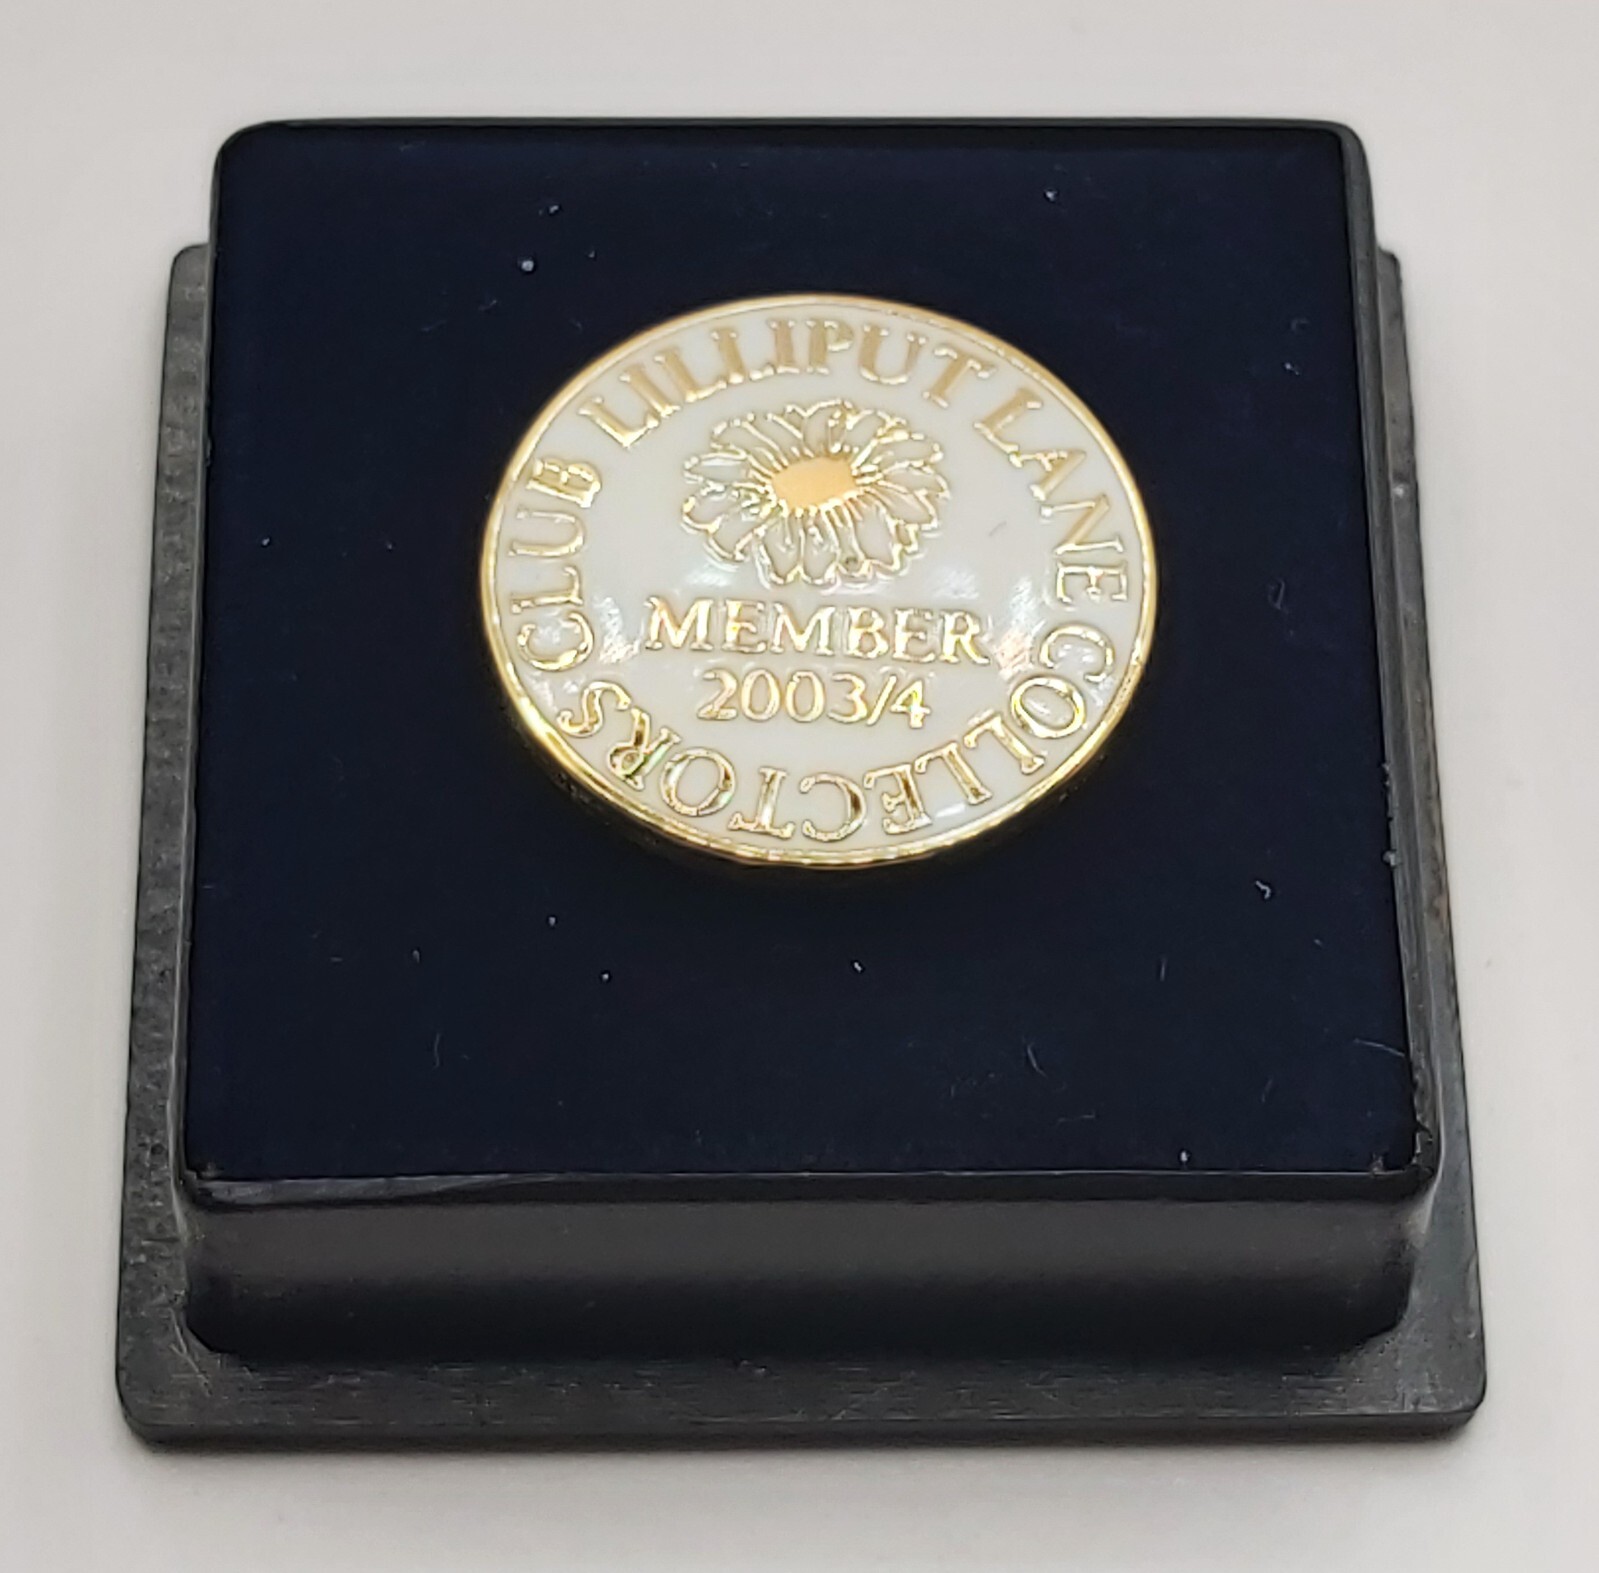 LILLIPUT LANE COLLECTORS CLUB
MEMBER
2003/4